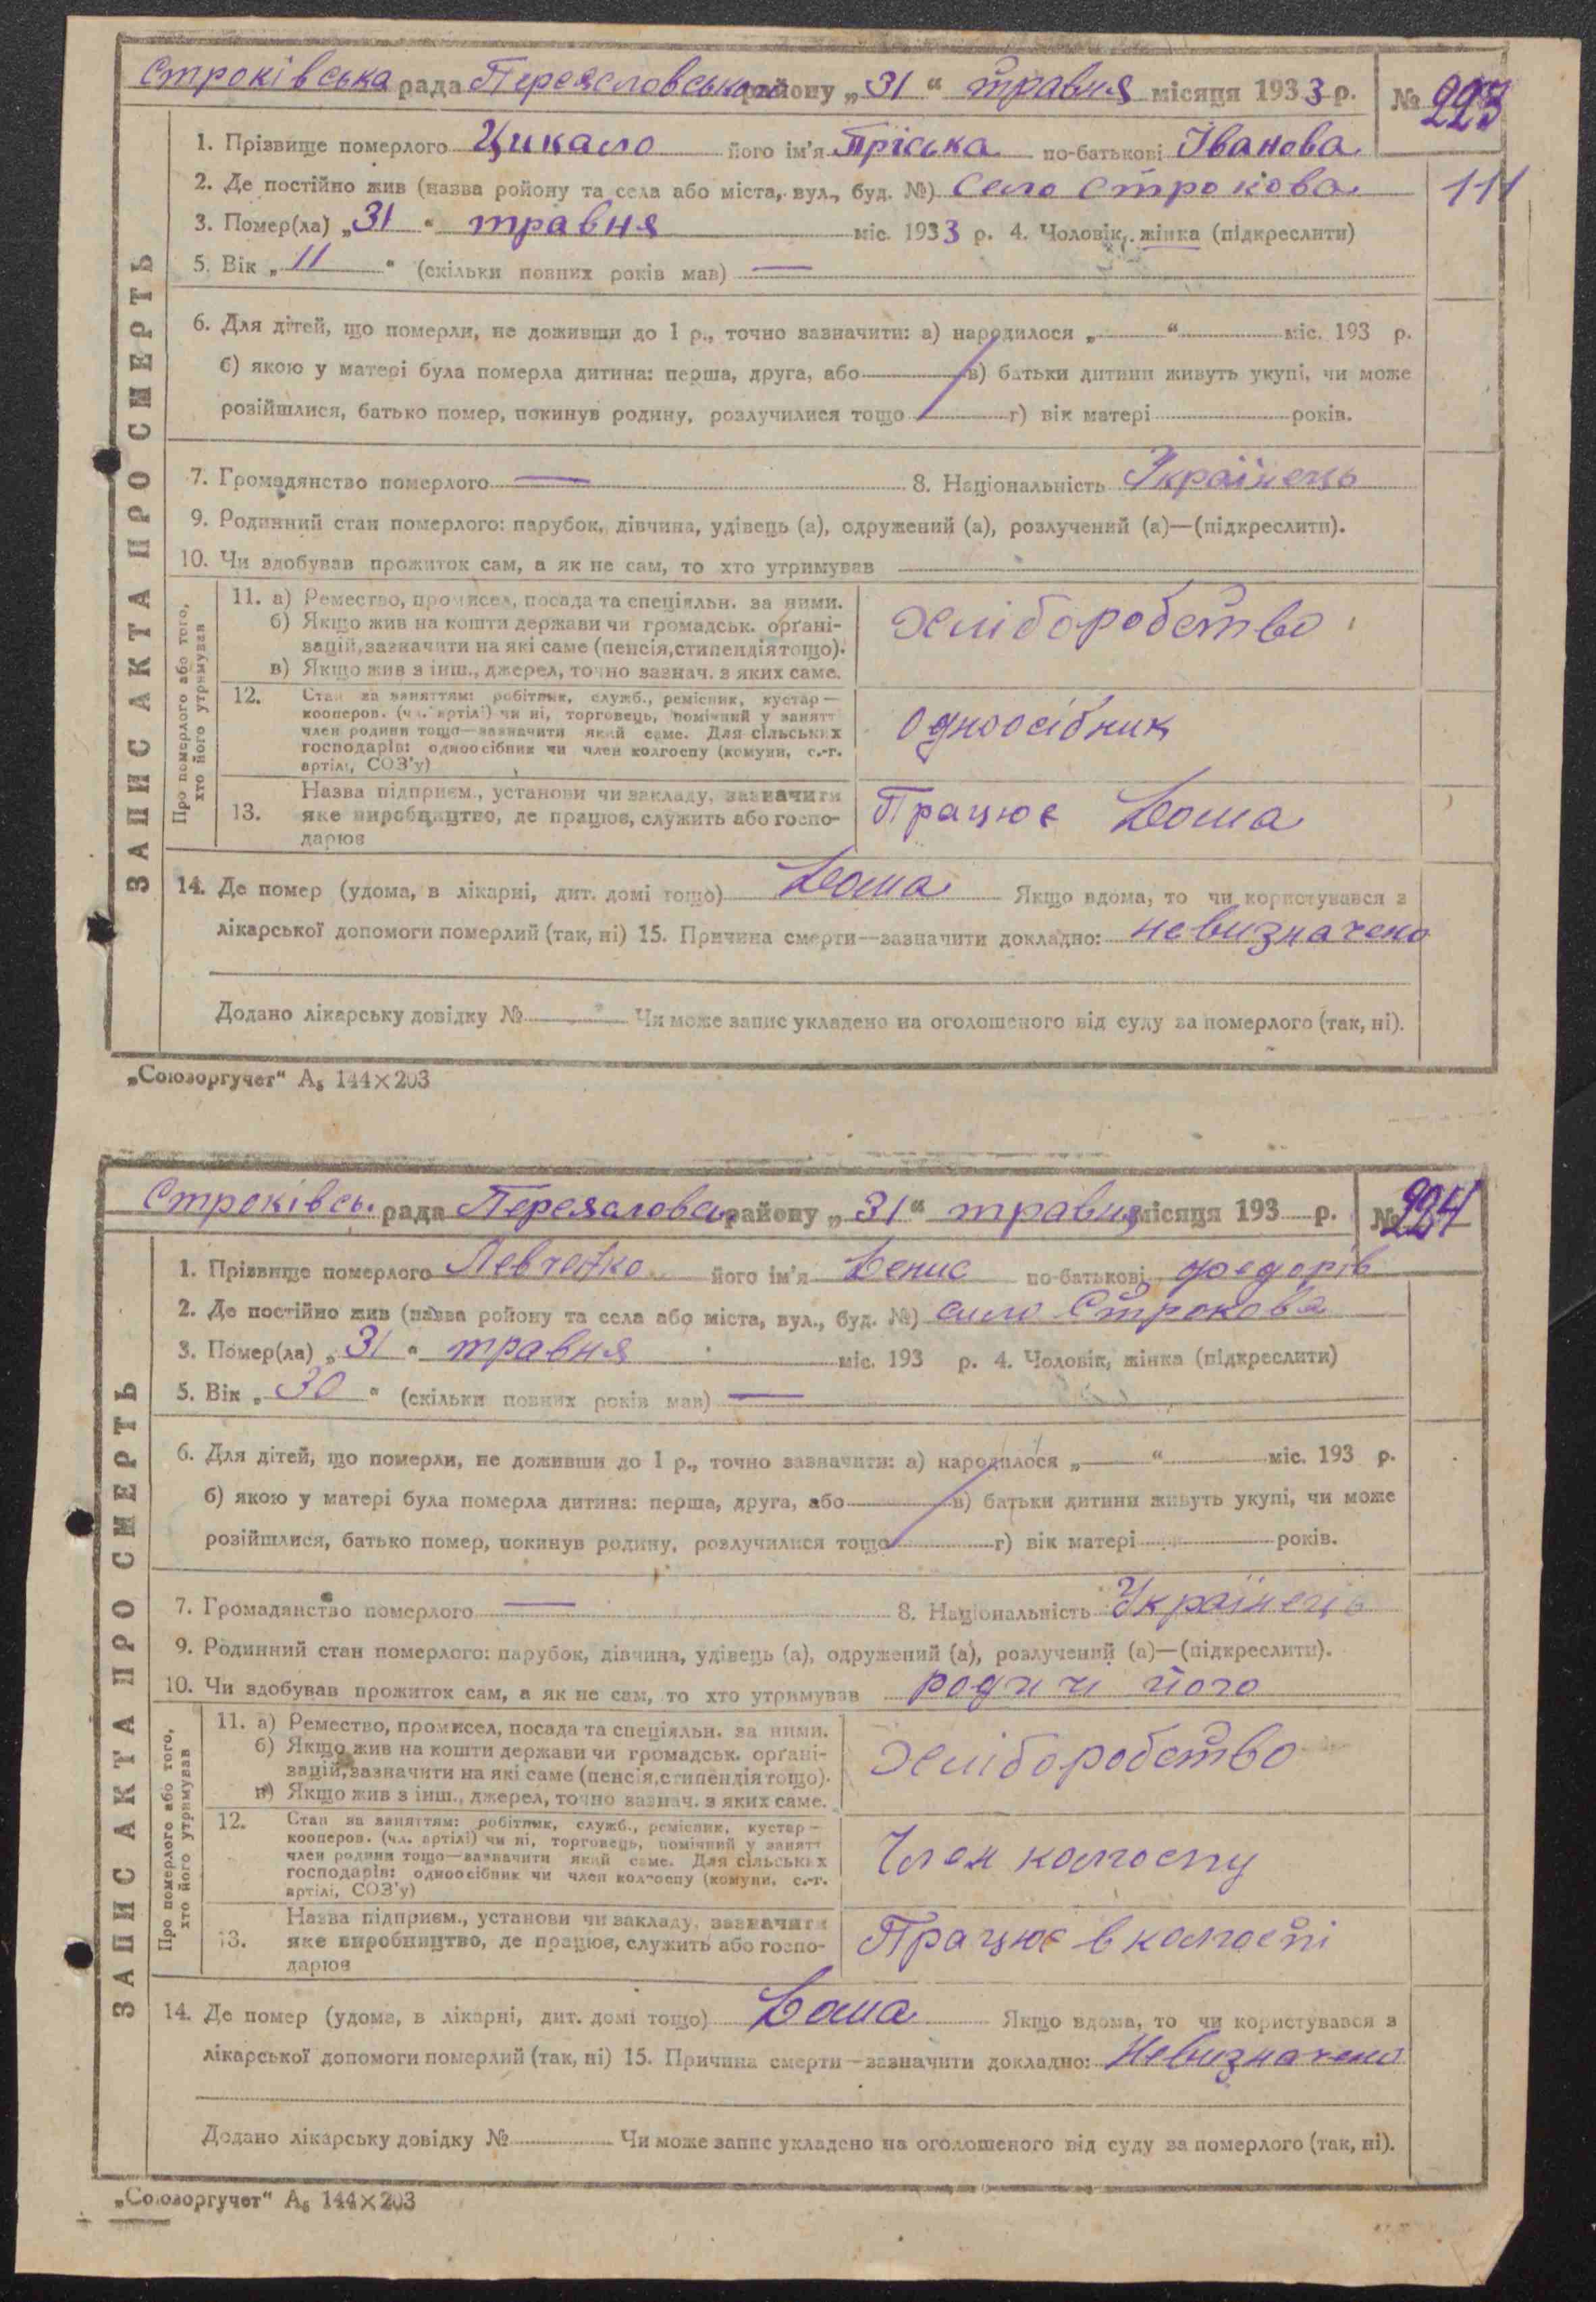 Строківська рада Переясловськ району „31“ травня місяця 1933 р. № 223
1. Прізвище померлого Цикало його ім'я Пріська по-батькові Іванова
111
2. Де постійно жив (назва ройону та села або міста, вул., буд. №) Село Строкова
3. Помер(ла) „31“ травня міс. 1933 р. 4. Чоловік, жінка (підкреслити)
5. Вік „11“ (скільки повних років мав) —
6. Для дітей, що померли, не доживши до 1 р., точно зазначити: а) народилося „ “ міс. 193 р.
б) якою у матері була померла дитина: перша, друга, або в) батьки дитини живуть укупі, чи може
розійшлися, батько помер, покинув родину, розлучилися тощо г) вік матері років.
7. Громадянство померлого — 8. Національність Українець
9. Родинний стан померлого: парубок, дівчина, удівець (а), одружений (а), розлучений (а)—(підкреслити).
10. Чи здобував прожиток сам, а як не сам, то хто утримував
ЗАПИС АКТА ПРО СМЕРТЬ
Про померлого або того,
хто його утримував
11. а) Ремество, промисел, посада та спеціяльн. за ними.
б) Якщо жив на кошти держави чи громадськ. органі-
зацій, зазначити на які саме (пенсія, стипендія тощо).
в) Якщо жив з інш., джерел, точно зазнач. з яких саме.
Хліборобство
12. Стан за заняттям: робітник, служб., ремісник, кустар—
кооперов. (чл. артілі) чи ні, торговець, помічний у занятт
член родини тощо—зазначити який саме. Для сільських
господарів: одноосібник чи член колгоспу (комуни, с.-г.
артілі, СОЗ'у)
Одноосібник
13. Назва підприєм., установи чи закладу, зазначити
яке виробництво, де працює, служить або госпо-
дарює
Працює Дома
14. Де помер (удома, в лікарні, дит. домі тощо) Дома Якщо вдома, то чи користувався з
лікарської допомоги померлий (так, ні) 15. Причина смерти—зазначити докладно: невизначено
Додано лікарську довідку № Чи може запис укладено на оголошеного від суду за померлого (так, ні).
„Союзоргучет“ А₅ 144×203
Строківсь. рада Переяслов району „31“ травня місяця 193 р. № 224
1. Прізвище померлого Левченко його ім'я Денис по-батькові Федорів
2. Де постійно жив (назва ройону та села або міста, вул., буд. №) село Строкова
3. Помер(ла) „31“ травня міс. 193 р. 4. Чоловік, жінка (підкреслити)
5. Вік „30“ (скільки повних років мав) —
6. Для дітей, що померли, не доживши до 1 р., точно зазначити: а) народилося „ “ міс. 193 р.
б) якою у матері була померла дитина: перша, друга, або в) батьки дитини живуть укупі, чи може
розійшлися, батько помер, покинув родину, розлучилися тощо г) вік матері років.
7. Громадянство померлого — 8. Національність Українець
9. Родинний стан померлого: парубок, дівчина, удівець (а), одружений (а), розлучений (а)—(підкреслити).
10. Чи здобував прожиток сам, а як не сам, то хто утримував родичі його
ЗАПИС АКТА ПРО СМЕРТЬ
Про померлого або того,
хто його утримував
11. а) Ремество, промисел, посада та спеціяльн. за ними.
б) Якщо жив на кошти держави чи громадськ. органі-
зацій, зазначити на які саме (пенсія, стипендія тощо).
в) Якщо жив з інш., джерел, точно зазнач. з яких саме.
Хліборобство
12. Стан за заняттям: робітник, служб., ремісник, кустар—
кооперов. (чл. артілі) чи ні, торговець, помічний у занятт
член родини тощо—зазначити який саме. Для сільських
господарів: одноосібник чи член колгоспу (комуни, с.-г.
артілі, СОЗ'у)
Член колгоспу
13. Назва підприєм., установи чи закладу, зазначити
яке виробництво, де працює, служить або госпо-
дарює
Працює в колгоспі
14. Де помер (удома, в лікарні, дит. домі тощо) Дома Якщо вдома, то чи користувався з
лікарської допомоги померлий (так, ні) 15. Причина смерти—зазначити докладно: Невизначено
Додано лікарську довідку № Чи може запис укладено на оголошеного від суду за померлого (так, ні).
„Союзоргучет“ А₅ 144×203